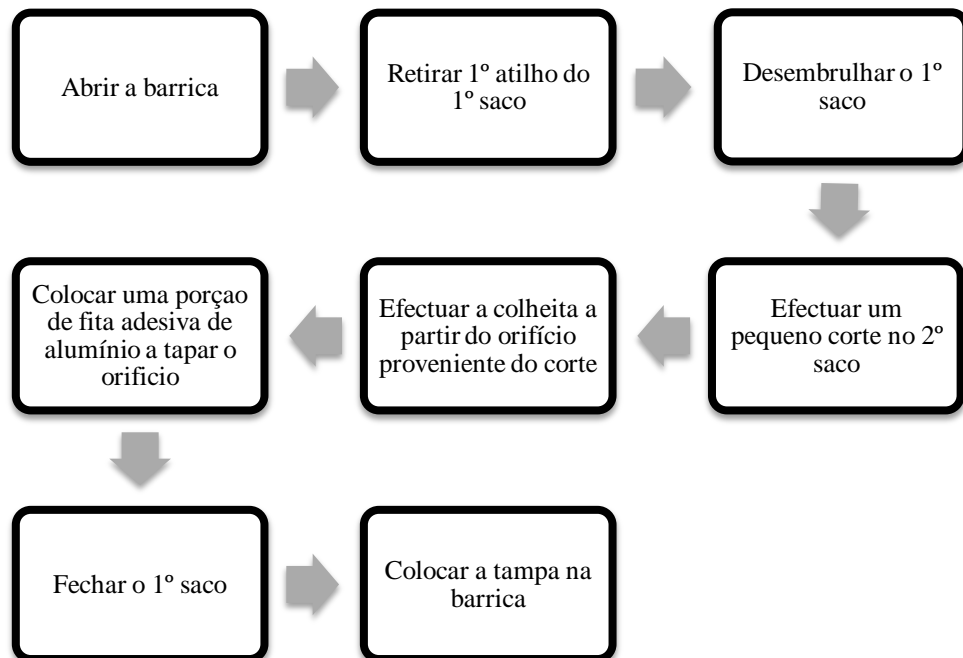 Abrir a barrica
Retirar 1º atilho do
1º saco
Desembrulhar o 1º
saco
Efectuar um
pequeno corte no 2º
saco
Efectuar a colheita a
partir do orifício
proveniente do corte
Colocar uma porçao
de fita adesiva de
alumínio a tapar o
orificio
Fechar o 1º saco
Colocar a tampa na
barrica